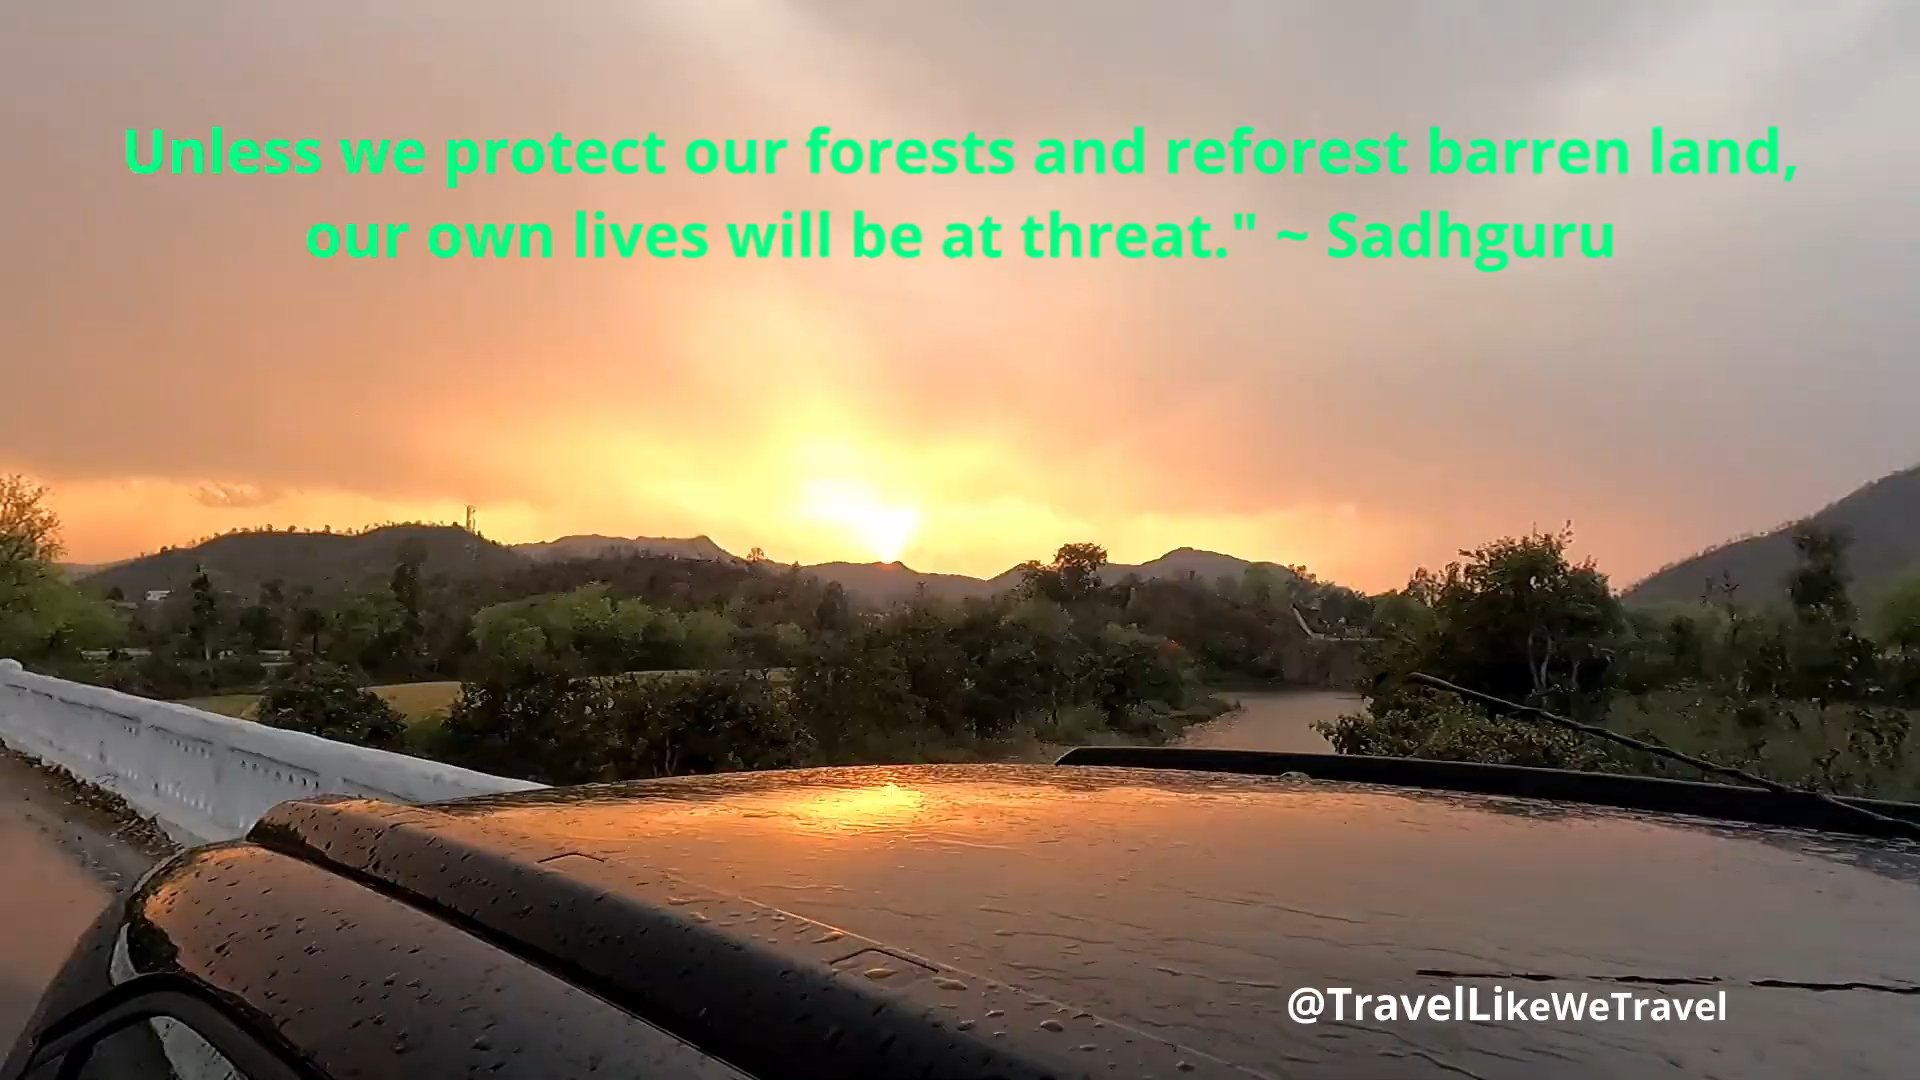 Unless we protect our forests and reforest barren land,
our own lives will be at threat." ~ Sadhguru
@TravelLikeWeTravel